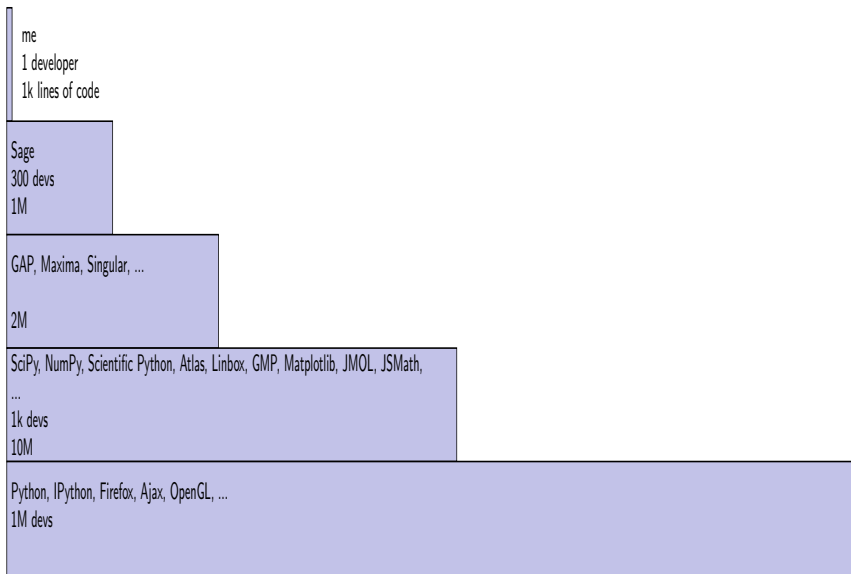 me
1 developer
1k lines of code
Sage
300 devs
1M
GAP, Maxima, Singular, ...
2M
SciPy, NumPy, Scientific Python, Atlas, Linbox, GMP, Matplotlib, JMOL, JSMath,
...
1k devs
10M
Python, IPython, Firefox, Ajax, OpenGL, ...
1M devs